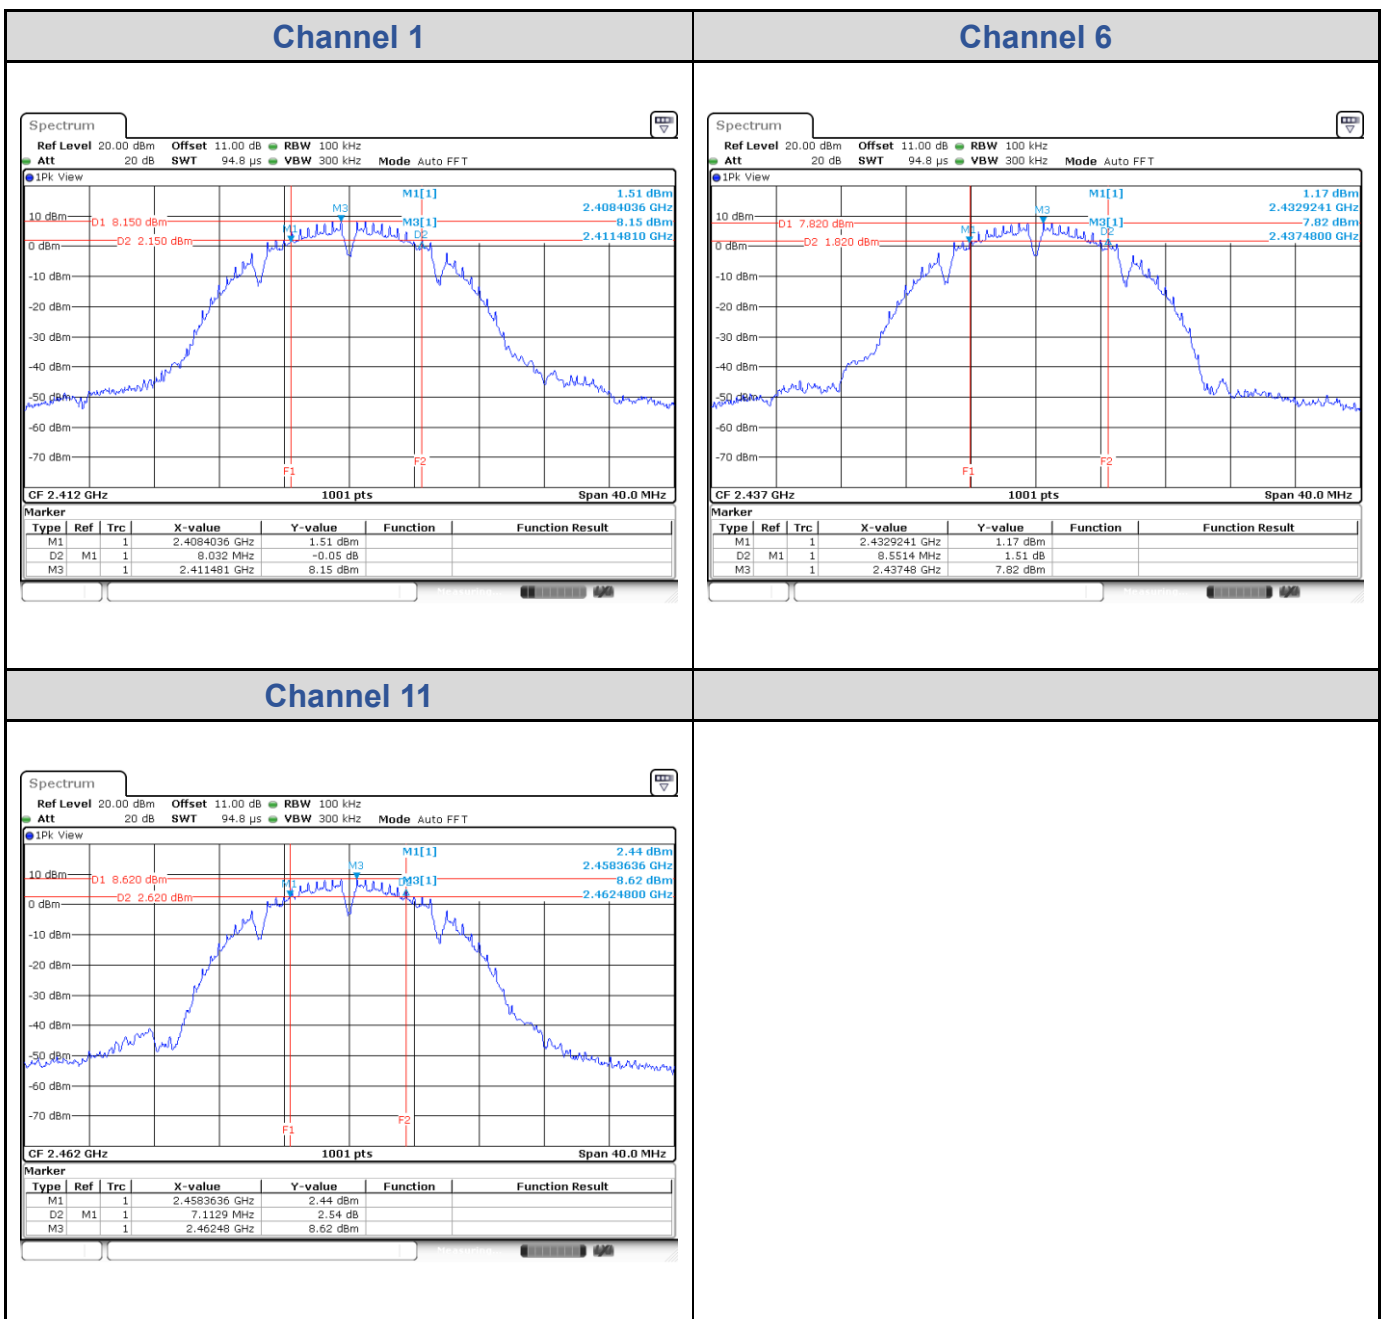 Channel 1
Channel 6
Spectrum
Ref Level 20.00 dBm Offset 11.00 dB RBW 100 kHz
Att 20 dB SWT 94.8 µs VBW 300 kHz Mode Auto FFT
1Pk View
M1[1] 1.51 dBm
2.4084036 GHz
M3[1] 8.15 dBm
2.4114810 GHz
10 dBm
D1 8.150 dBm
D2 2.150 dBm
0 dBm
-10 dBm
-20 dBm
-30 dBm
-40 dBm
-50 dBm
-60 dBm
-70 dBm
M1
M3
D2
F1
F2
CF 2.412 GHz 1001 pts Span 40.0 MHz
Marker
Type Ref Trc X-value Y-value Function Function Result
M1 1 2.4084036 GHz 1.51 dBm
D2 M1 1 8.032 MHz -0.05 dB
M3 1 2.411481 GHz 8.15 dBm
Measuring...
Spectrum
Ref Level 20.00 dBm Offset 11.00 dB RBW 100 kHz
Att 20 dB SWT 94.8 µs VBW 300 kHz Mode Auto FFT
1Pk View
M1[1] 1.17 dBm
2.4329241 GHz
M3[1] 7.82 dBm
2.4374800 GHz
10 dBm
D1 7.820 dBm
D2 1.820 dBm
0 dBm
-10 dBm
-20 dBm
-30 dBm
-40 dBm
-50 dBm
-60 dBm
-70 dBm
M1
M3
D2
F1
F2
CF 2.437 GHz 1001 pts Span 40.0 MHz
Marker
Type Ref Trc X-value Y-value Function Function Result
M1 1 2.4329241 GHz 1.17 dBm
D2 M1 1 8.5514 MHz 1.51 dB
M3 1 2.43748 GHz 7.82 dBm
Measuring...
Channel 11
Spectrum
Ref Level 20.00 dBm Offset 11.00 dB RBW 100 kHz
Att 20 dB SWT 94.8 µs VBW 300 kHz Mode Auto FFT
1Pk View
M1[1] 2.44 dBm
2.4583636 GHz
M3[1] 8.62 dBm
2.4624800 GHz
10 dBm
D1 8.620 dBm
D2 2.620 dBm
0 dBm
-10 dBm
-20 dBm
-30 dBm
-40 dBm
-50 dBm
-60 dBm
-70 dBm
M1
M3
F1
F2
CF 2.462 GHz 1001 pts Span 40.0 MHz
Marker
Type Ref Trc X-value Y-value Function Function Result
M1 1 2.4583636 GHz 2.44 dBm
D2 M1 1 7.1129 MHz 2.54 dB
M3 1 2.46248 GHz 8.62 dBm
Measuring...